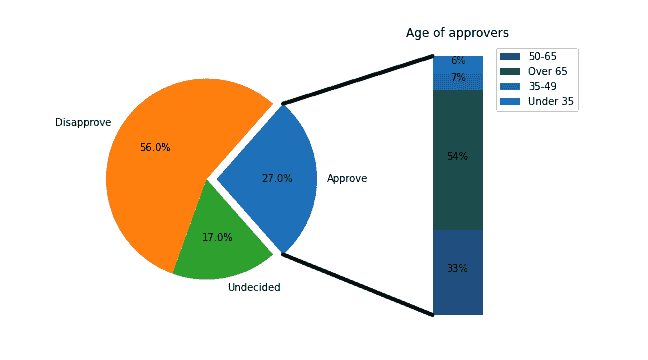 Age of approvers
50-65
Over 65
35-49
Under 35
6%
7%
54%
33%
Disapprove
56.0%
27.0%
Approve
17.0%
Undecided